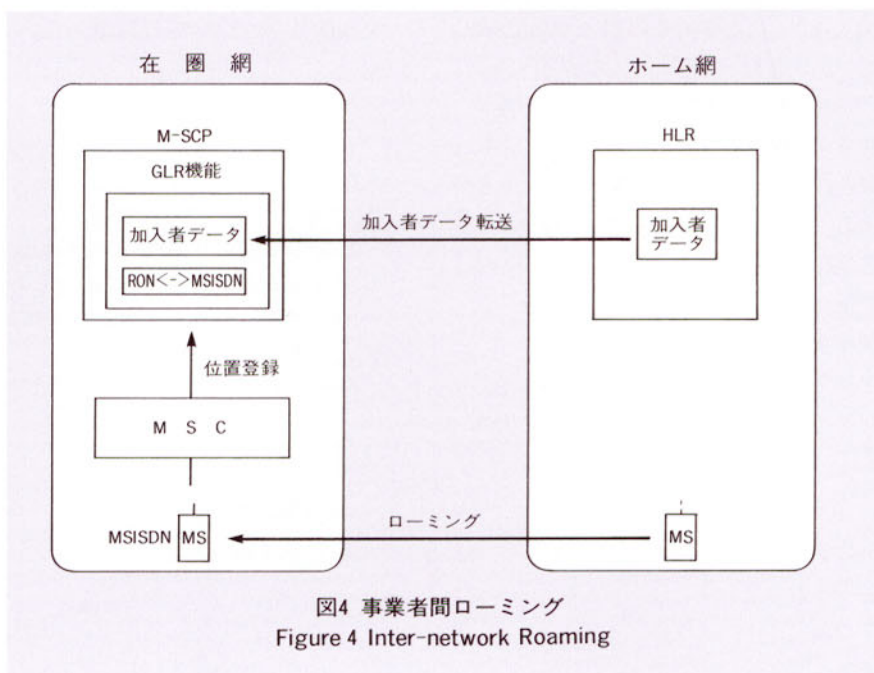 在 圏 網
ホーム網
M-SCP
HLR
GLR機能
加入者データ
RON<->MSISDN
加入者データ転送
加入者
データ
位置登録
M S C
MSISDN
MS
ローミング
MS
図4 事業者間ローミング
Figure 4 Inter-network Roaming